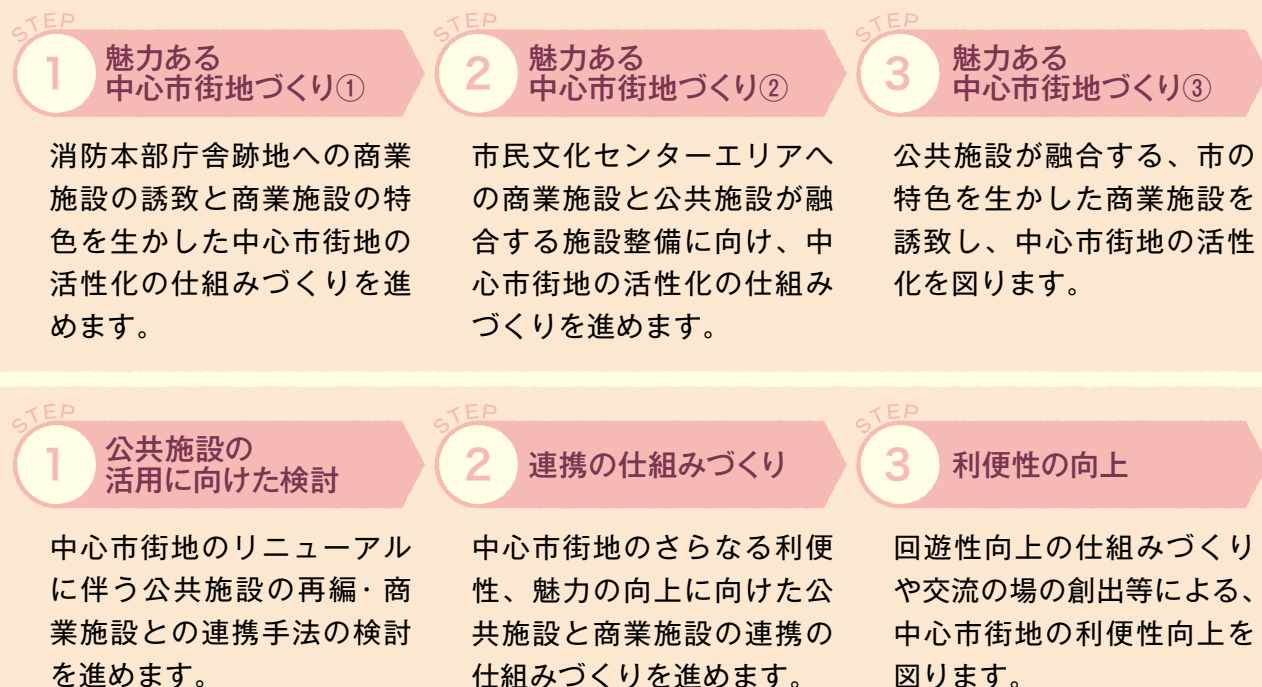 STEP
1
魅力ある
中心市街地づくり①
消防本部庁舎跡地への商業
施設の誘致と商業施設の特
色を生かした中心市街地の
活性化の仕組みづくりを進
めます。
STEP
2
魅力ある
中心市街地づくり②
市民文化センターエリアへ
の商業施設と公共施設が融
合する施設整備に向け、中
心市街地の活性化の仕組み
づくりを進めます。
STEP
3
魅力ある
中心市街地づくり③
公共施設が融合する、市の
特色を生かした商業施設を
誘致し、中心市街地の活性
化を図ります。
STEP
1
公共施設の
活用に向けた検討
中心市街地のリニューアル
に伴う公共施設の再編・商
業施設との連携手法の検討
を進めます。
STEP
2
連携の仕組みづくり
中心市街地のさらなる利便
性、魅力の向上に向けた公
共施設と商業施設の連携の
仕組みづくりを進めます。
STEP
3
利便性の向上
回遊性向上の仕組みづくり
や交流の場の創出等による、
中心市街地の利便性向上を
図ります。